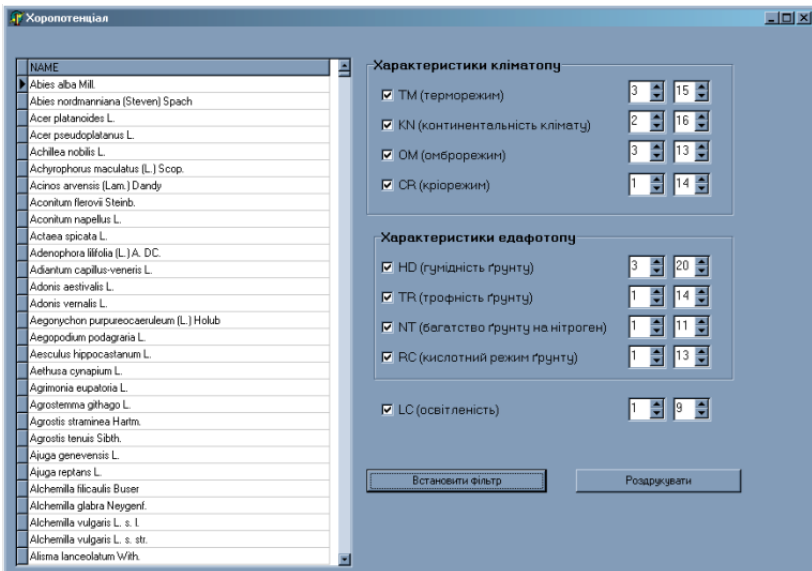 Хоропотенціал
NAME
Abies alba Mill.
Abies nordmanniana (Steven) Spach
Acer platanoides L.
Acer pseudoplatanus L.
Achillea nobilis L.
Achyrophorus maculatus (L.) Scop.
Acinos arvensis (Lam.) Dandy
Aconitum flerovii Steinb.
Aconitum napellus L.
Actaea spicata L.
Adenophora lilifolia (L.) A. DC.
Adiantum capillus-veneris L.
Adonis aestivalis L.
Adonis vernalis L.
Aegonychon purpureocaeruleum (L.) Holub
Aegopodium podagraria L.
Aesculus hippocastanum L.
Aethusa cynapium L.
Agrimonia eupatoria L.
Agrostemma githago L.
Agrostis straminea Hartm.
Agrostis tenuis Sibth.
Ajuga genevensis L.
Ajuga reptans L.
Alchemilla filicaulis Buser
Alchemilla glabra Neygenf.
Alchemilla vulgaris L. s. l.
Alchemilla vulgaris L. s. str.
Alisma lanceolatum With.
Характеристики кліматопу
TM (терморежим) 3 15
KN (континентальність клімату) 2 16
OM (омброрежим) 3 13
CR (кріорежим) 1 14
Характеристики едафотопу
HD (гумідність ґрунту) 3 20
TR (трофність ґрунту) 1 14
NT (багатство ґрунту на нітроген) 1 11
RC (кислотний режим ґрунту) 1 13
LC (освітленість) 1 9
Встановити фільтр
Роздрукувати